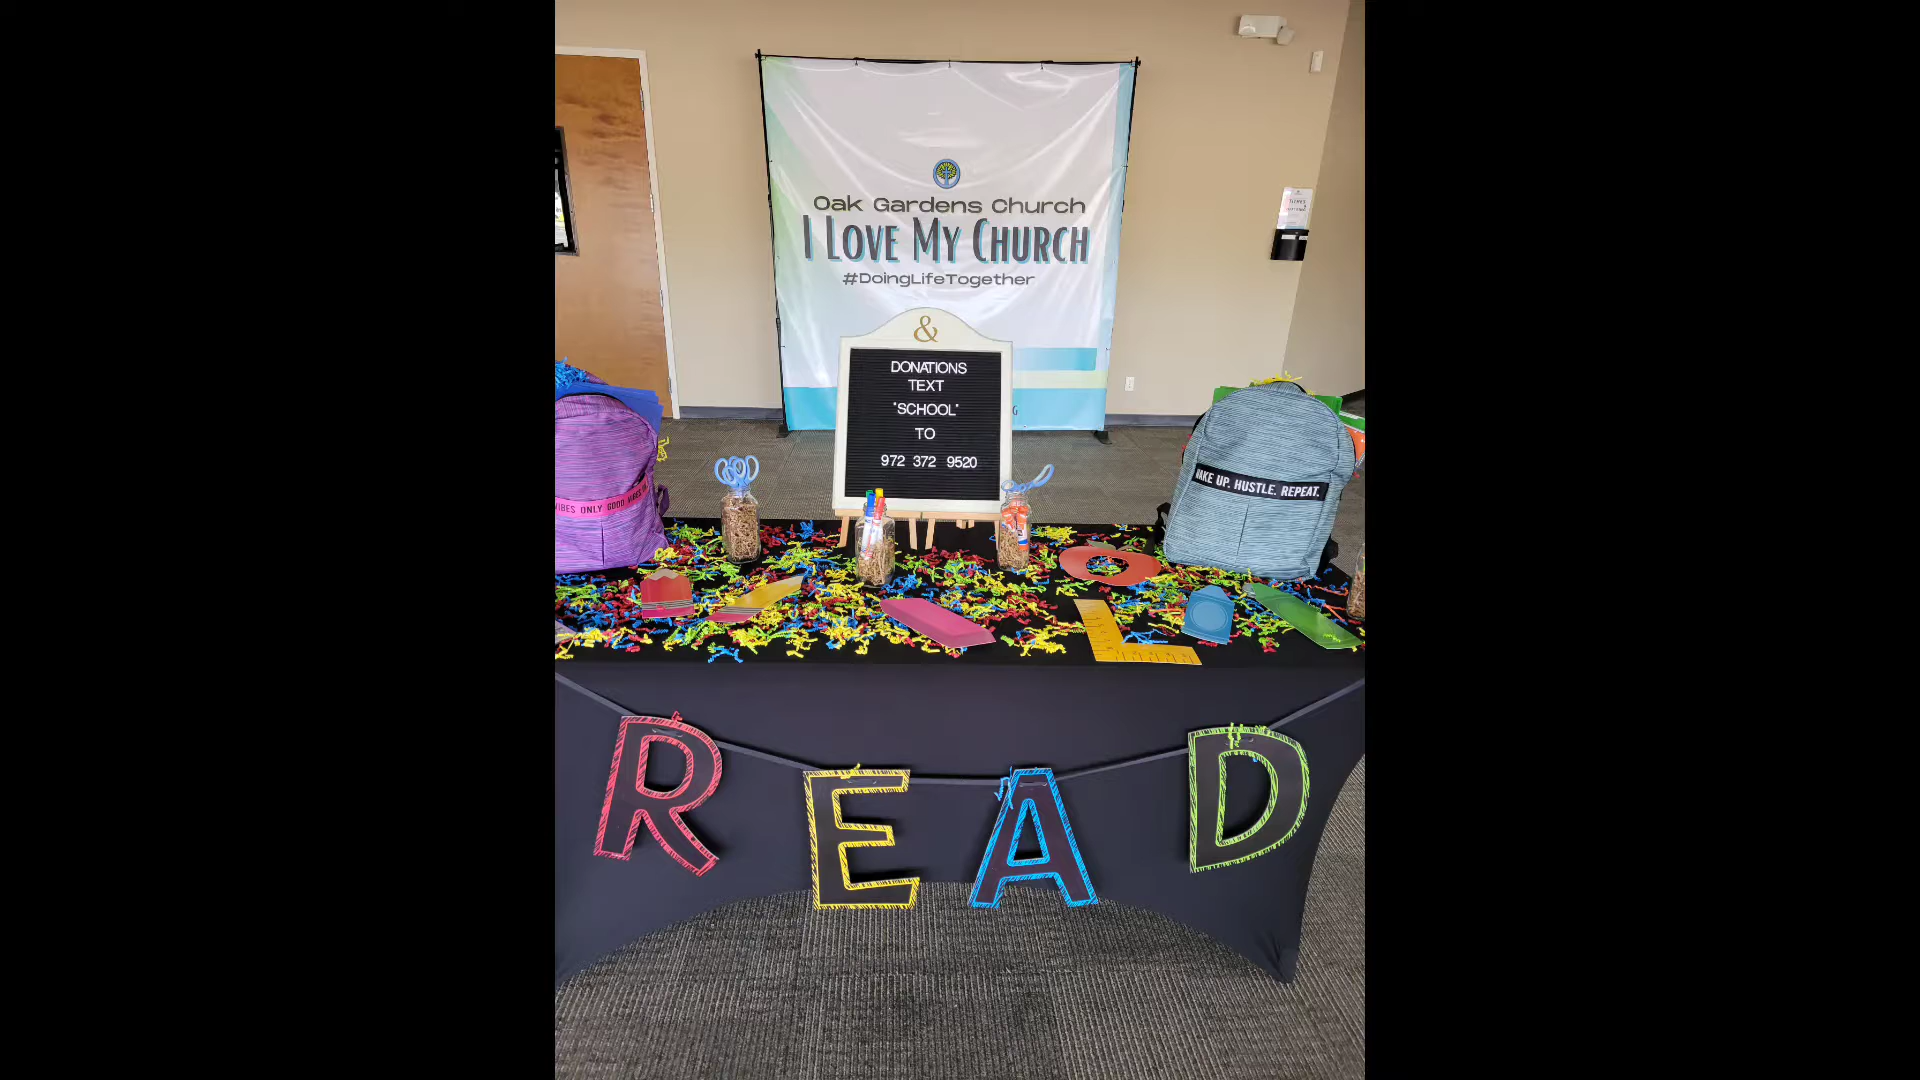 Oak Gardens Church
I LOVE MY CHURCH
#DoingLifeTogether
&
DONATIONS
TEXT
"SCHOOL"
TO
972 372 9520
VIBES ONLY GOOD VIBES
WAKE UP. HUSTLE. REPEAT.
READ